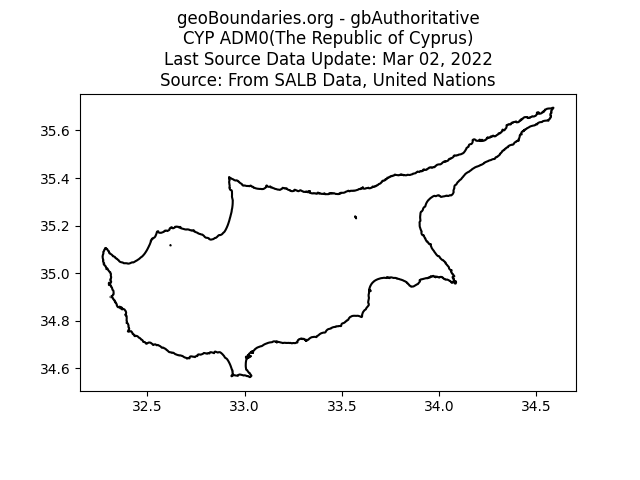 geoBoundaries.org - gbAuthoritative
CYP ADM0(The Republic of Cyprus)
Last Source Data Update: Mar 02, 2022
Source: From SALB Data, United Nations
35.6
35.4
35.2
35.0
34.8
34.6
32.5 33.0 33.5 34.0 34.5